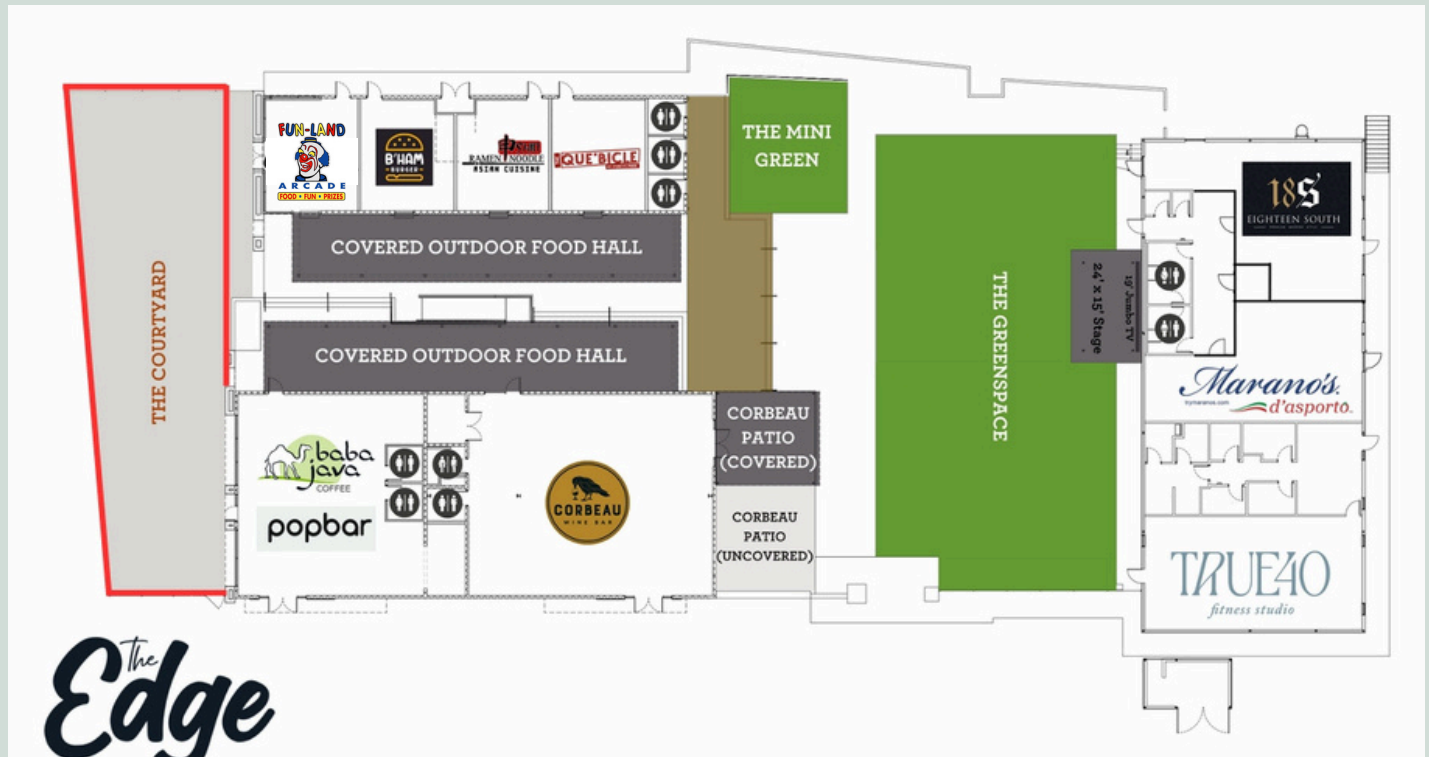 FUN-LAND
ARCADE
FOOD • FUN • PRIZES
B'HAM
BURGER
RAMEN NOODLE
ASIAN CUISINE
QUE'BICLE
THE MINI
GREEN
COVERED OUTDOOR FOOD HALL
COVERED OUTDOOR FOOD HALL
THE COURTYARD
THE GREENSPACE
19' Jumbo TV
24' x 15' Stage
18S'
EIGHTEEN SOUTH
Marano's.
trymaranos.com
d'asporto.
CORBEAU
PATIO
(COVERED)
CORBEAU
PATIO
(UNCOVERED)
baba
java
COFFEE
popbar
CORBEAU
WINE BAR
TRUE40
fitness studio
The
Edge